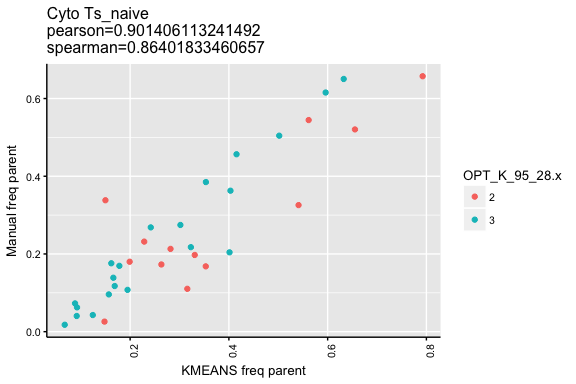 Cyto Ts_naive
pearson=0.901406113241492
spearman=0.86401833460657
0.6
0.4
0.2
0.0
Manual freq parent
0.2
0.4
0.6
0.8
KMEANS freq parent
OPT_K_95_28.x
2
3